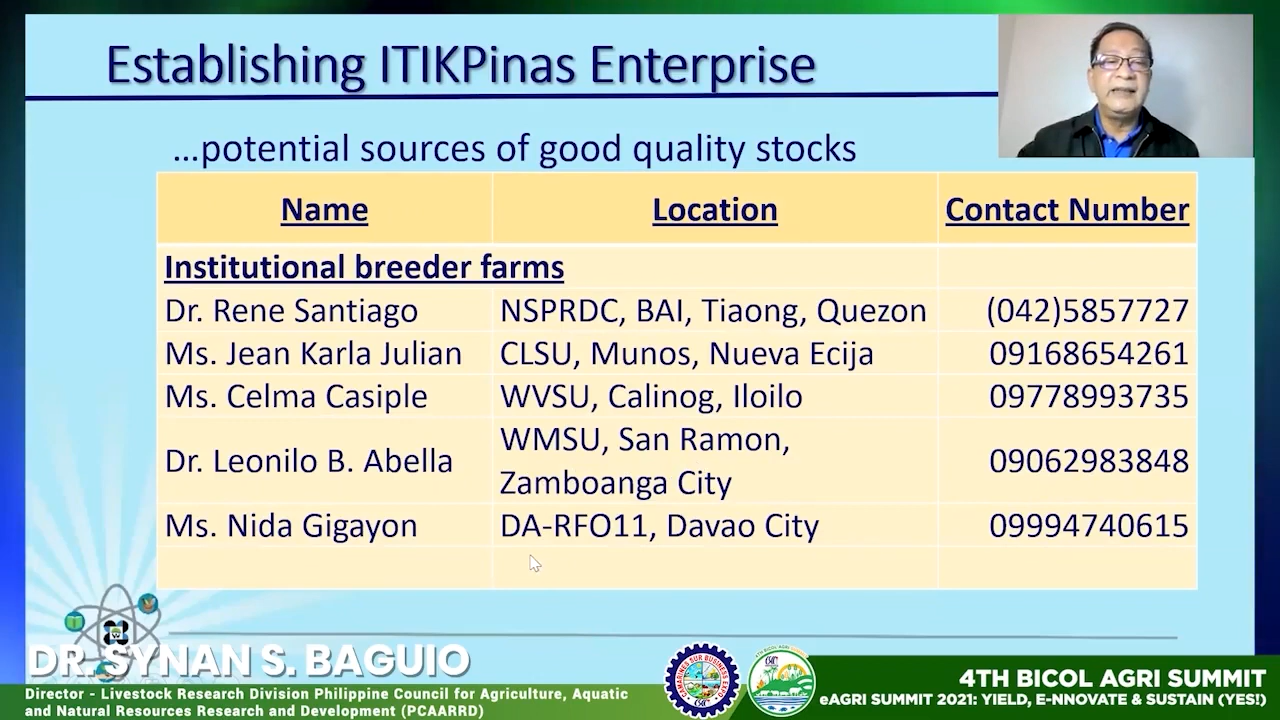 Establishing ITIKPinas Enterprise
...potential sources of good quality stocks
Name Location Contact Number
Institutional breeder farms
Dr. Rene Santiago NSPRDC, BAI, Tiaong, Quezon (042)5857727
Ms. Jean Karla Julian CLSU, Munos, Nueva Ecija 09168654261
Ms. Celma Casiple WVSU, Calinog, Iloilo 09778993735
Dr. Leonilo B. Abella WMSU, San Ramon, Zamboanga City 09062983848
Ms. Nida Gigayon DA-RFO11, Davao City 09994740615
DR. SYNAN S. BAGUIO
Director - Livestock Research Division Philippine Council for Agriculture, Aquatic
and Natural Resources Research and Development (PCAARRD)
4TH BICOL AGRI SUMMIT
eAGRI SUMMIT 2021: YIELD, E-NNOVATE & SUSTAIN (YES!)